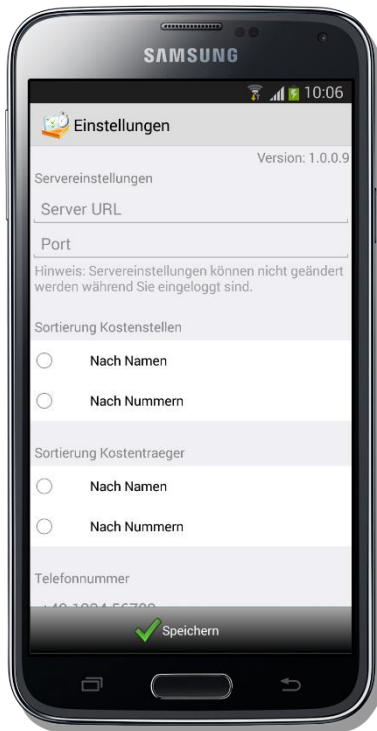 SAMSUNG
10:06
Einstellungen
Version: 1.0.0.9
Servereinstellungen
Server URL
Port
Hinweis: Servereinstellungen können nicht geändert
werden während Sie eingeloggt sind.
Sortierung Kostenstellen
Nach Namen
Nach Nummern
Sortierung Kostentraeger
Nach Namen
Nach Nummern
Telefonnummer
Speichern